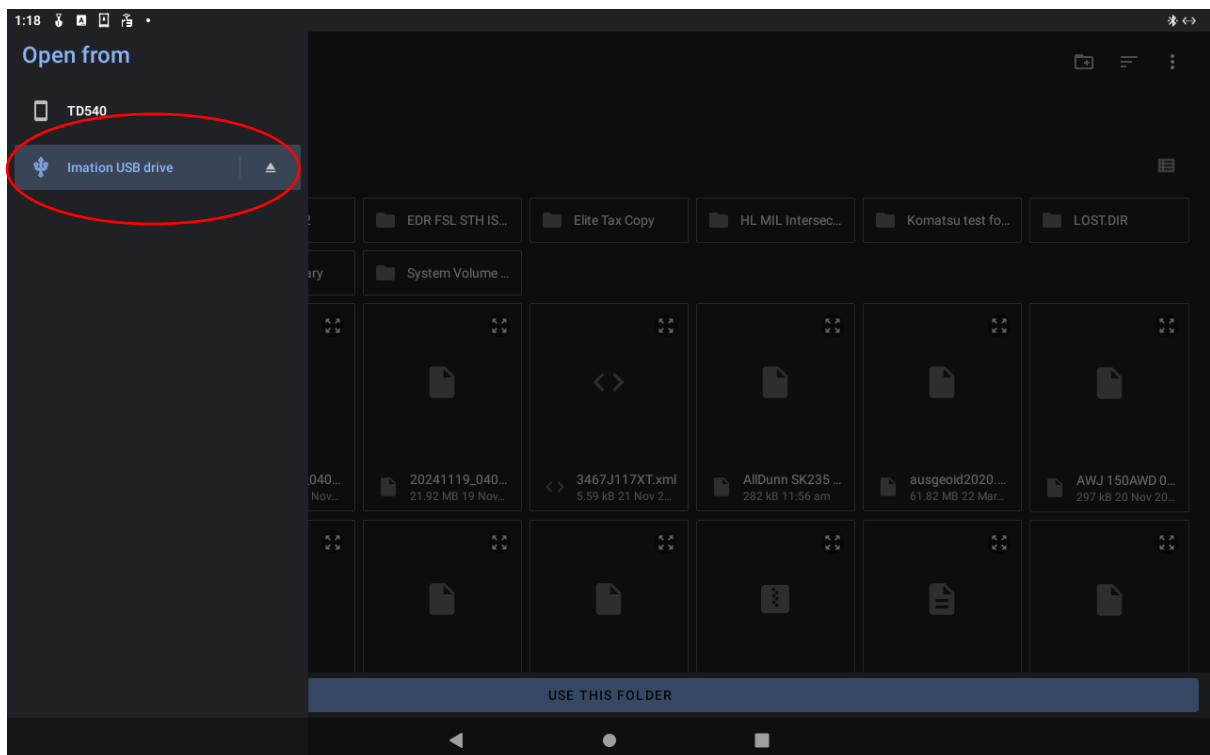 1:18
Open from
TD540
Imation USB drive
EDR FSL STH IS...
Elite Tax Copy
HL MIL Intersec...
Komatsu test fo...
LOST.DIR
ary
System Volume ...
_040...
Nov...
20241119_040...
21.92 MB 19 Nov...
3467J117XT.xml
5.59 kB 21 Nov 2...
AllDunn SK235 ...
282 kB 11:56 am
ausgeoid2020....
61.82 MB 22 Mar...
AWJ 150AWD 0...
297 kB 20 Nov 20...
USE THIS FOLDER